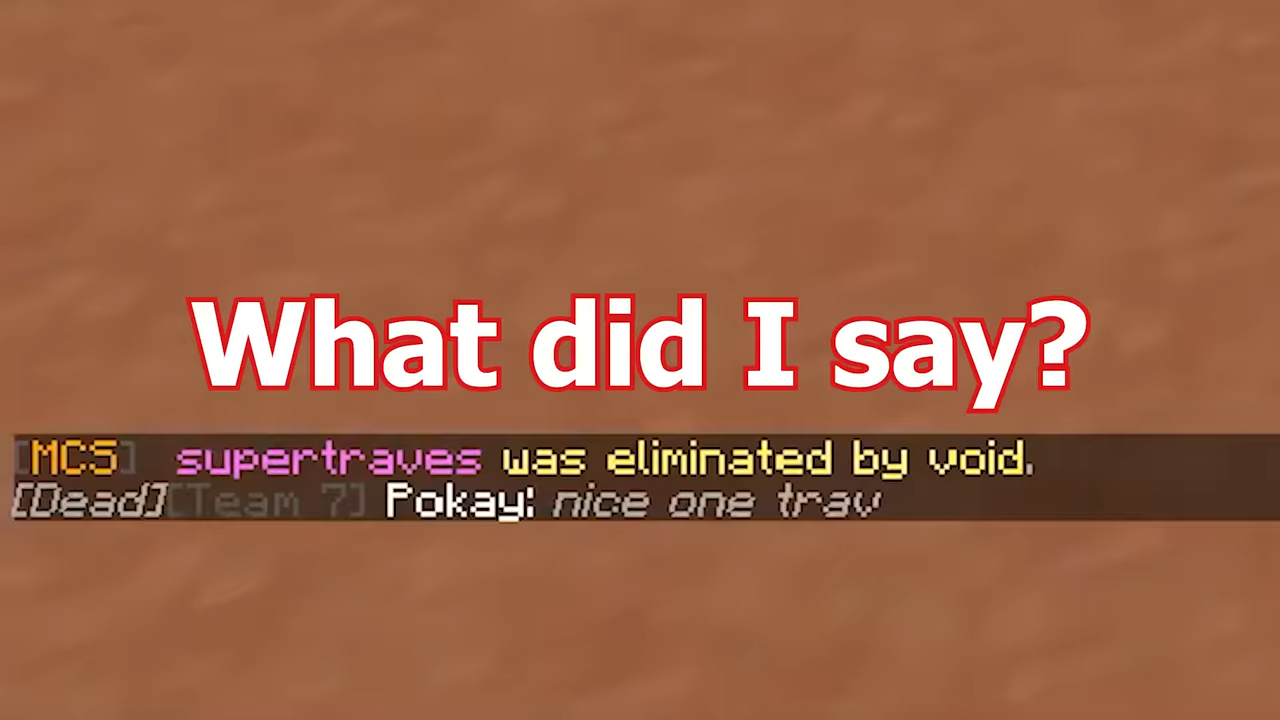 What did I say?
[MCS] supertraves was eliminated by void.
[Dead][Team 7] Pokay: nice one trav